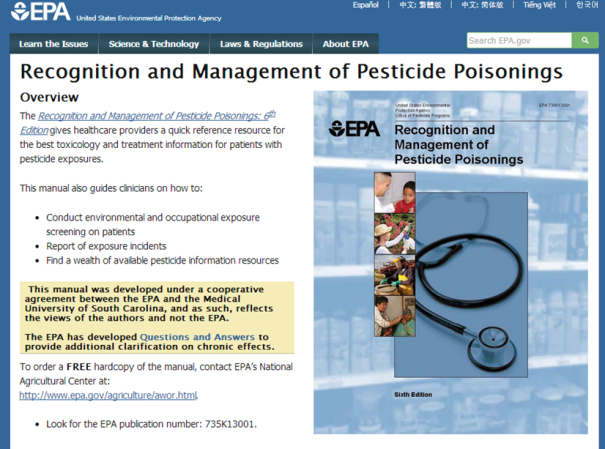 EPA United States Environmental Protection Agency
Español | 中文: 繁體版 | 中文: 简体版 | Tiếng Việt | 한국어
Learn the Issues Science & Technology Laws & Regulations About EPA
Search EPA.gov
Recognition and Management of Pesticide Poisonings
Overview
The Recognition and Management of Pesticide Poisonings: 6th
Edition gives healthcare providers a quick reference resource for
the best toxicology and treatment information for patients with
pesticide exposures.
This manual also guides clinicians on how to:
• Conduct environmental and occupational exposure
screening on patients
• Report of exposure incidents
• Find a wealth of available pesticide information resources
This manual was developed under a cooperative
agreement between the EPA and the Medical
University of South Carolina, and as such, reflects
the views of the authors and not the EPA.
The EPA has developed Questions and Answers to
provide additional clarification on chronic effects.
To order a FREE hardcopy of the manual, contact EPA's National
Agricultural Center at:
http://www.epa.gov/agriculture/awor.html.
• Look for the EPA publication number: 735K13001.
United States Environmental
Protection Agency
Office of Pesticide Programs
EPA 735K13001
EPA
Recognition and
Management of
Pesticide Poisonings
Sixth Edition